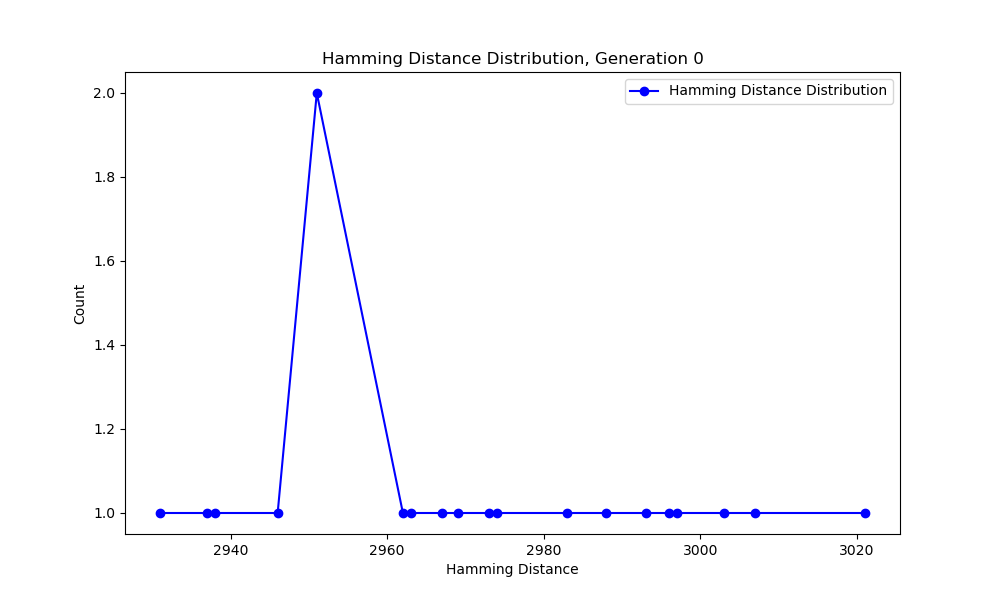 Hamming Distance Distribution, Generation 0
Hamming Distance Distribution
2.0
1.8
1.6
1.4
1.2
1.0
Count
2940
2960
2980
3000
3020
Hamming Distance